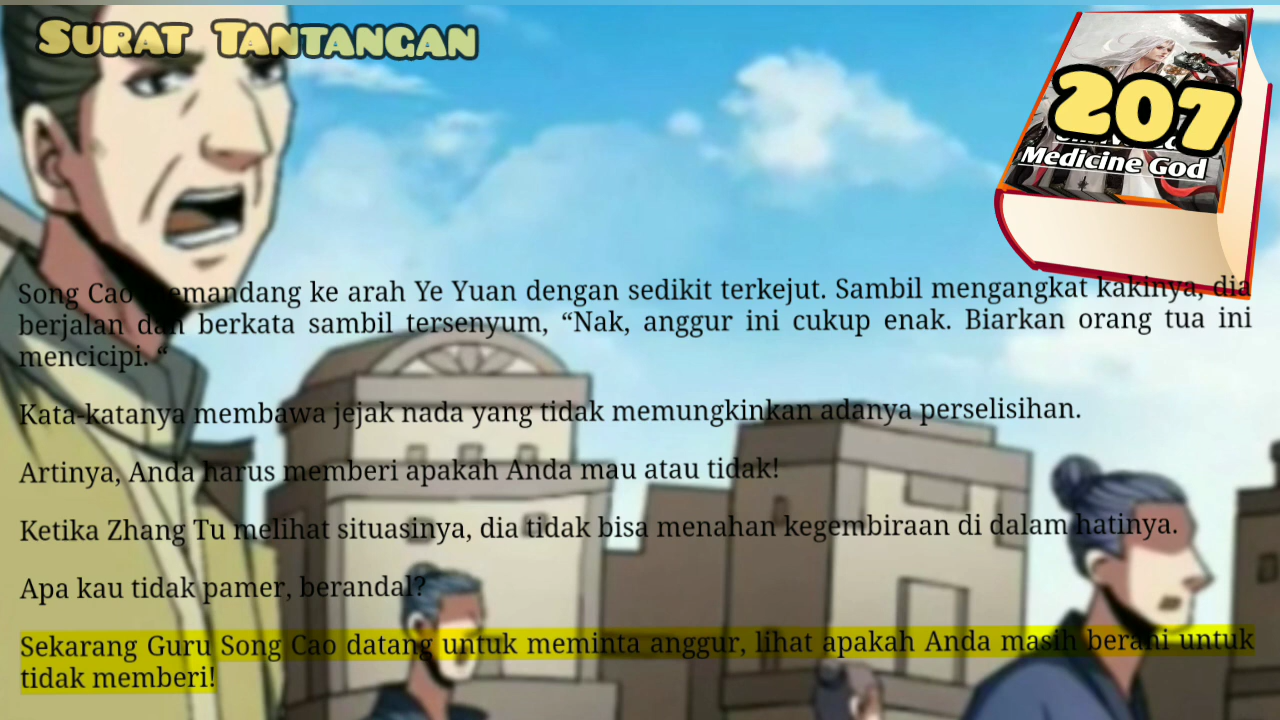 Surat Tantangan
207
Medicine God
Song Cao memandang ke arah Ye Yuan dengan sedikit terkejut. Sambil mengangkat kakinya, dia
berjalan dan berkata sambil tersenyum, “Nak, anggur ini cukup enak. Biarkan orang tua ini
mencicipi. “
Kata-katanya membawa jejak nada yang tidak memungkinkan adanya perselisihan.
Artinya, Anda harus memberi apakah Anda mau atau tidak!
Ketika Zhang Tu melihat situasinya, dia tidak bisa menahan kegembiraan di dalam hatinya.
Apa kau tidak pamer, berandal?
Sekarang Guru Song Cao datang untuk meminta anggur, lihat apakah Anda masih berani untuk
tidak memberi!